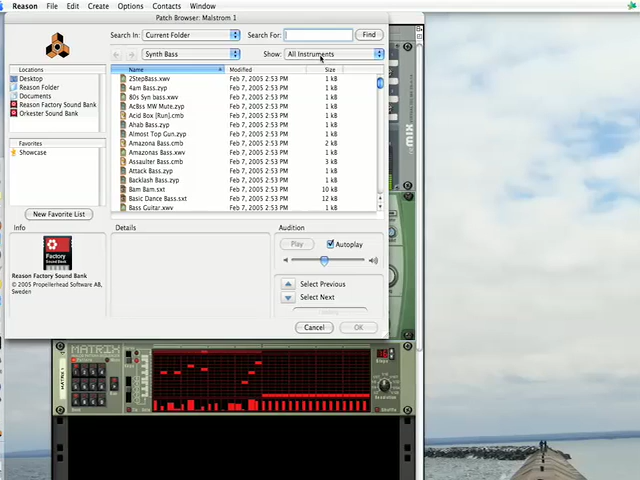 Reason File Edit Create Options Contacts Window Help
Patch Browser: Malstrom 1
Search In: Current Folder Search For: Find
Synth Bass Show: All Instruments
Locations
Desktop
Reason Folder
Documents
Reason Factory Sound Bank
Orkester Sound Bank
Favorites
Showcase
New Favorite List
Name Modified Size
2StepBass.xwv Feb 7, 2005 2:53 PM 1 kB
4am Bass.zyp Feb 7, 2005 2:53 PM 1 kB
80s Syn bass.xwv Feb 7, 2005 2:53 PM 1 kB
AcBss MW Mute.zyp Feb 7, 2005 2:53 PM 1 kB
Acid Box [Run].cmb Feb 7, 2005 2:53 PM 1 kB
Ahab Bass.zyp Feb 7, 2005 2:53 PM 1 kB
Almost Top Gun.zyp Feb 7, 2005 2:53 PM 1 kB
Amazona Bass.cmb Feb 7, 2005 2:53 PM 2 kB
Amazonas Bass.xwv Feb 7, 2005 2:53 PM 1 kB
Assaulter Bass.cmb Feb 7, 2005 2:53 PM 3 kB
Attack Bass.zyp Feb 7, 2005 2:53 PM 1 kB
Backlash Bass.zyp Feb 7, 2005 2:53 PM 1 kB
Bam Bam.sxt Feb 7, 2005 2:53 PM 10 kB
Basic Dance Bass.sxt Feb 7, 2005 2:53 PM 12 kB
Bass Guitar.xwv Feb 7, 2005 2:53 PM 1 kB
Info
Factory
Reason Factory Sound Bank
© 2005 Propellerhead Software AB, Sweden
Details
Audition
Play Autoplay
Select Previous
Select Next
Cancel OK
MATRIX
MATRIX 1
Steps
Resolution
Shuffle
MIX